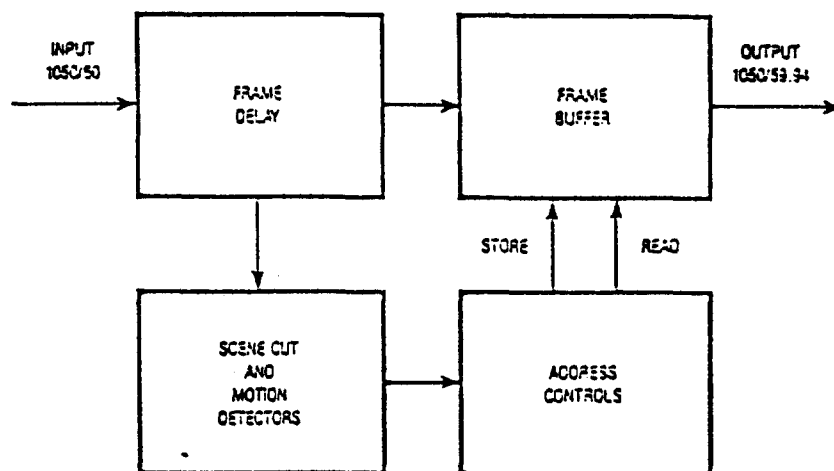 INPUT
1050/50
FRAME
DELAY
FRAME
BUFFER
OUTPUT
1050/59.94
STORE
READ
SCENE CUT
AND
MOTION
DETECTORS
ADDRESS
CONTROLS